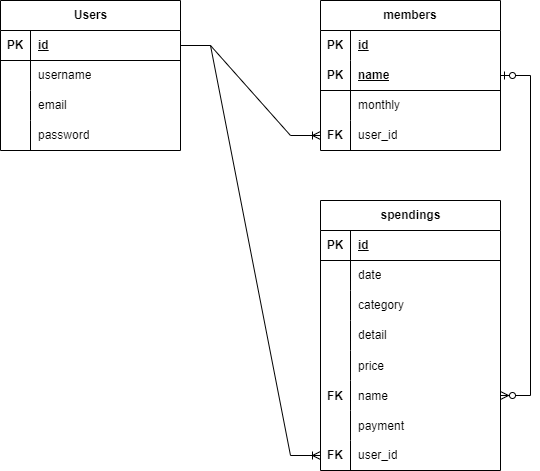 Users
PK id
username
email
password
members
PK id
PK name
monthly
FK user_id
spendings
PK id
date
category
detail
price
FK name
payment
FK user_id